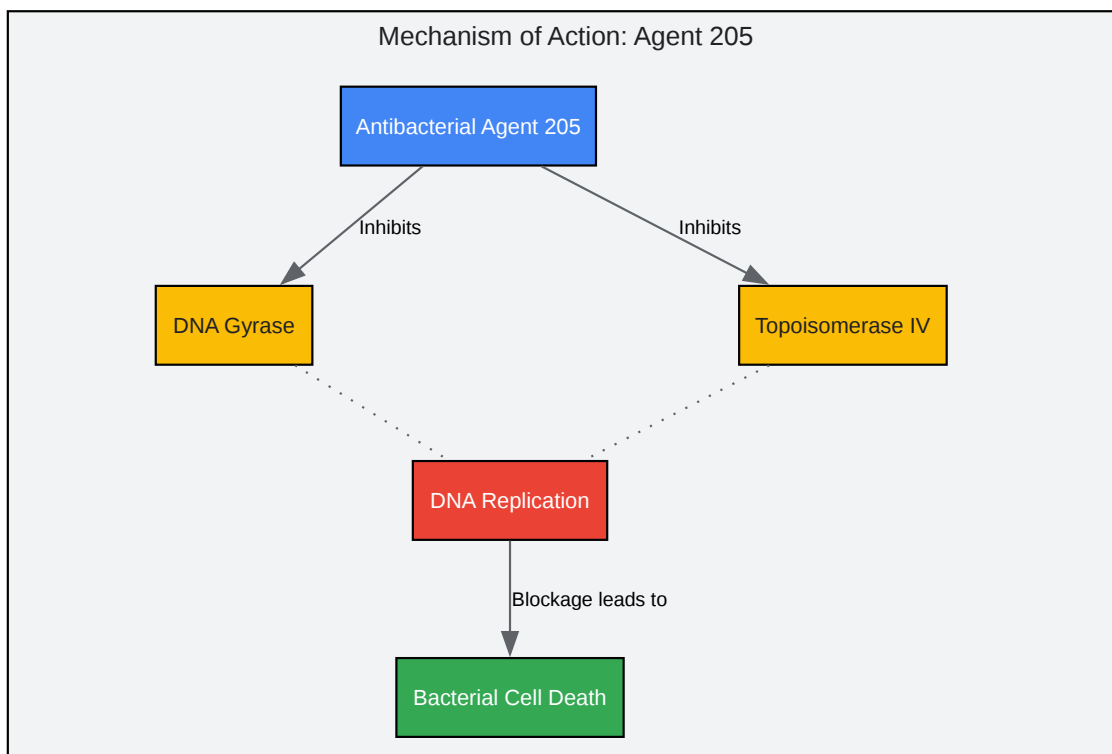 Mechanism of Action: Agent 205
Antibacterial Agent 205
Inhibits
Inhibits
DNA Gyrase
Topoisomerase IV
DNA Replication
Blockage leads to
Bacterial Cell Death